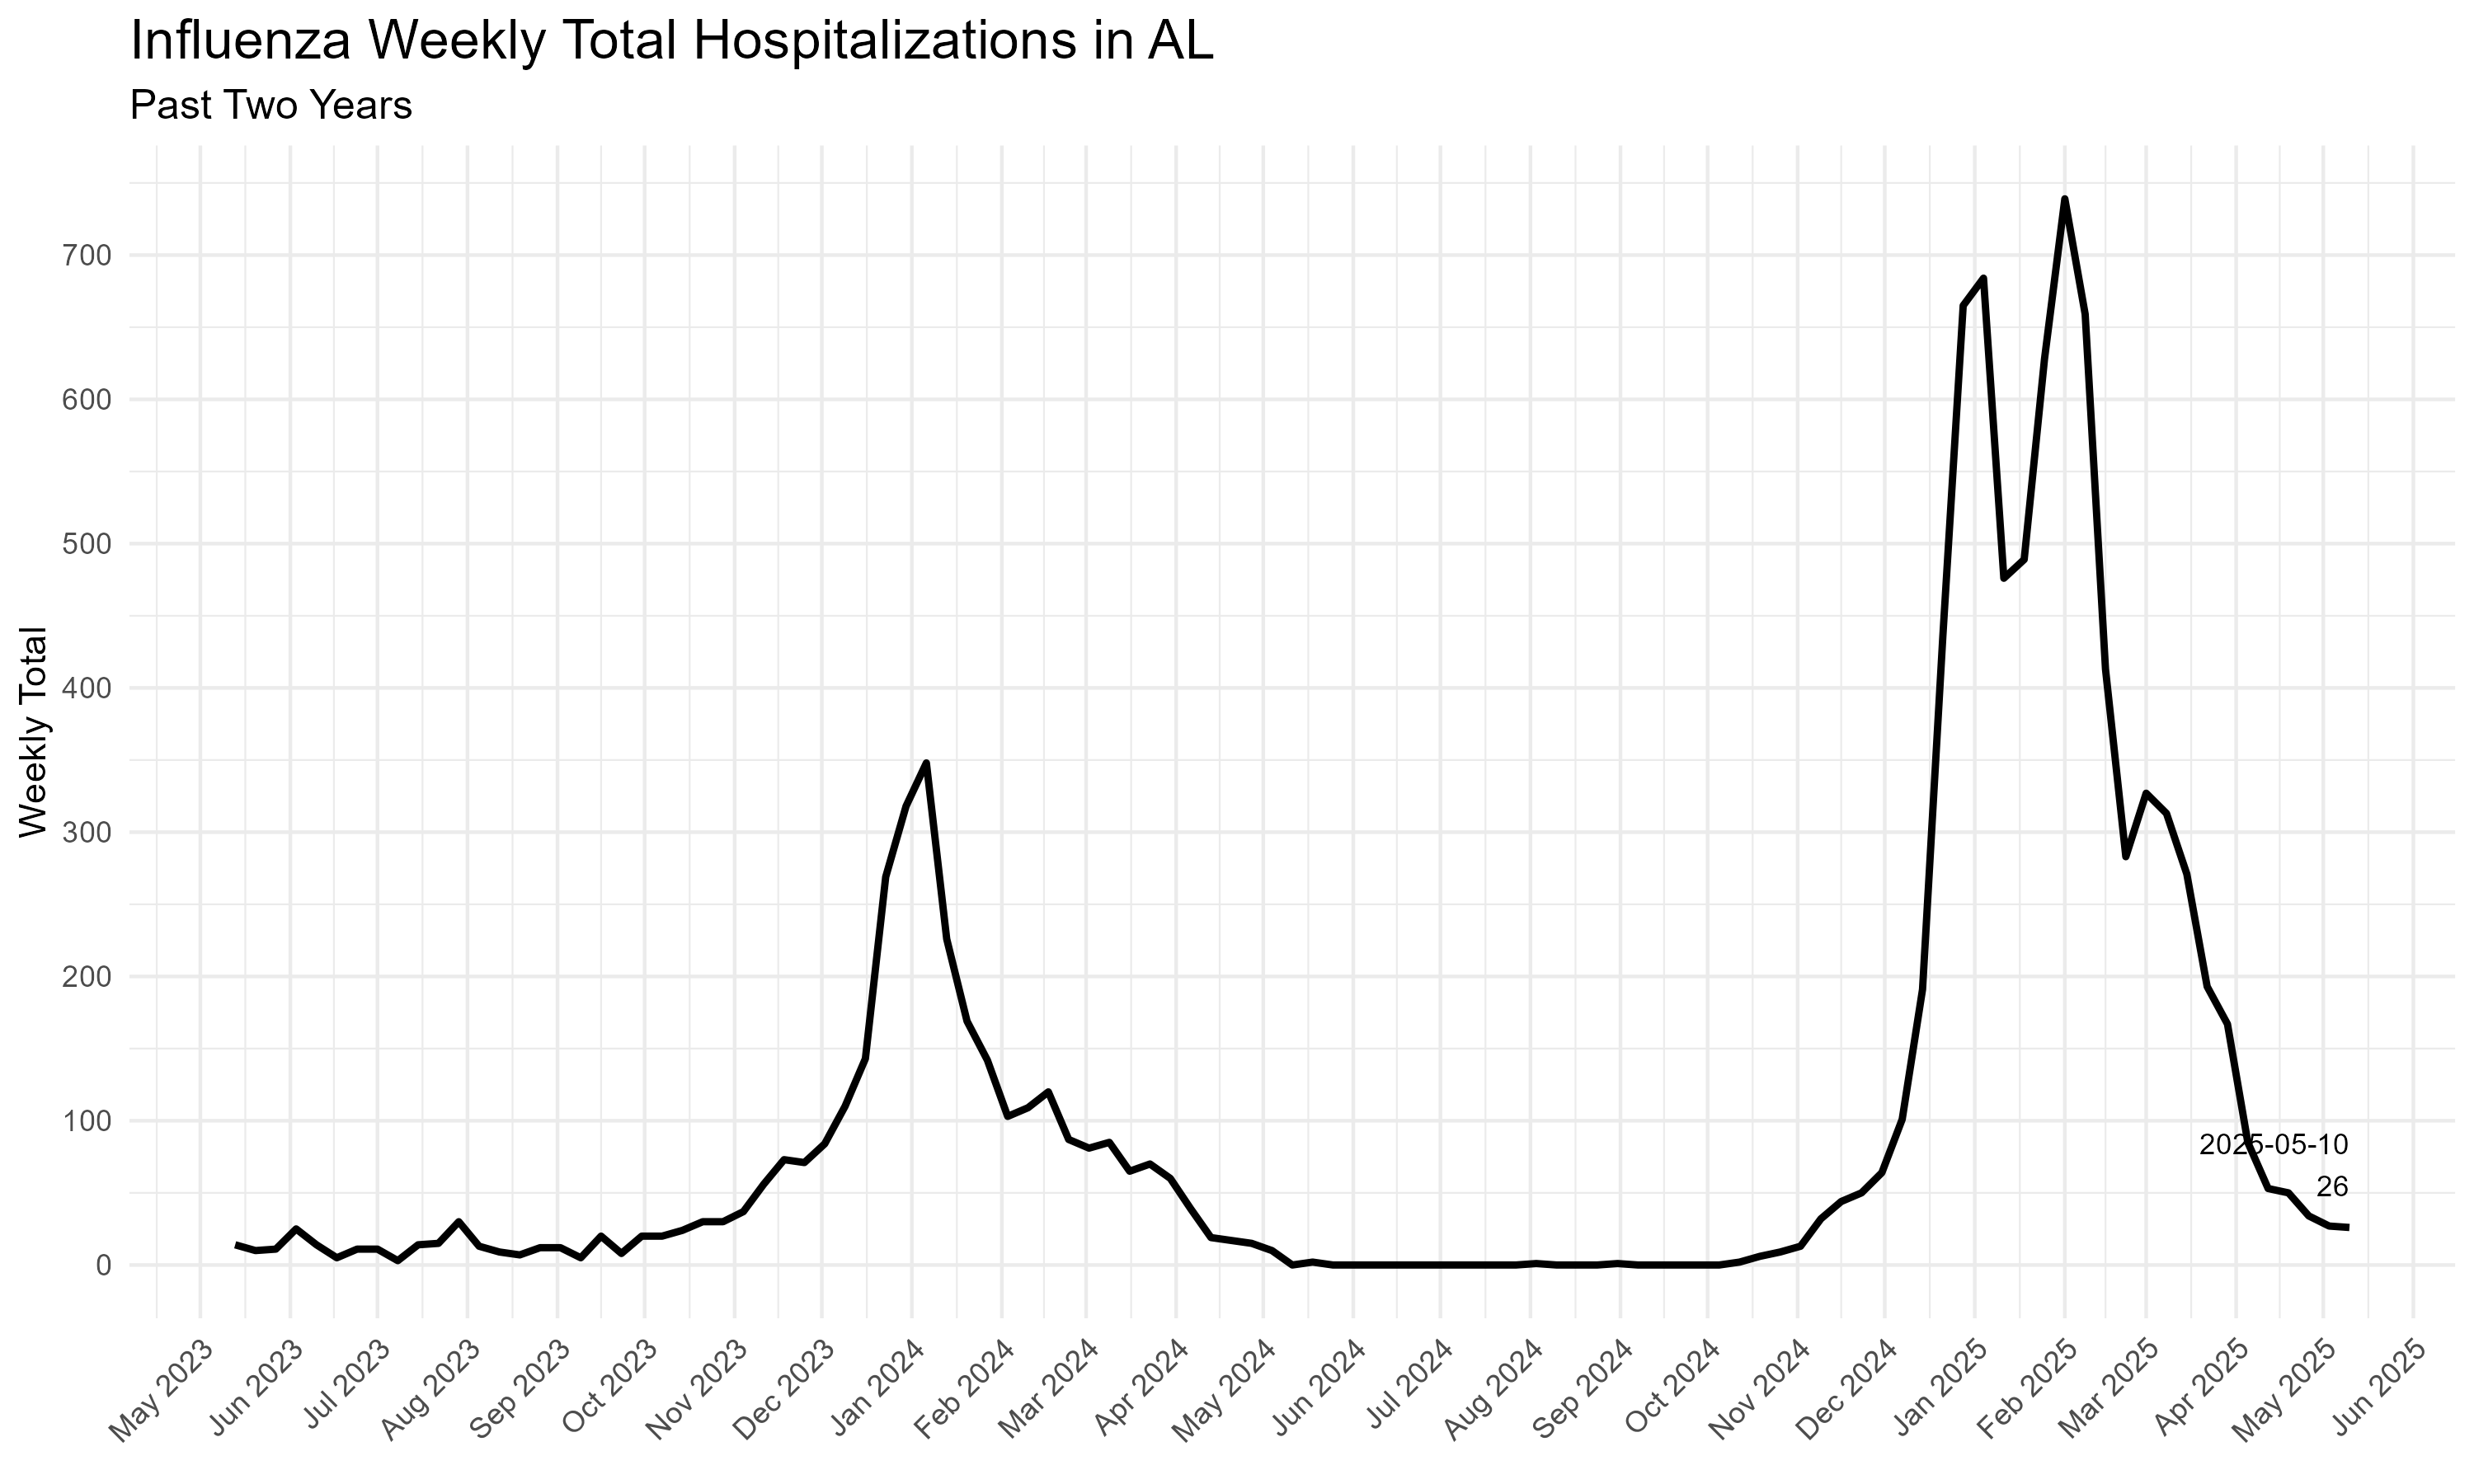 Influenza Weekly Total Hospitalizations in AL
Past Two Years
Weekly Total
700
600
500
400
300
200
100
0
2025-05-10
26
May 2023
Jun 2023
Jul 2023
Aug 2023
Sep 2023
Oct 2023
Nov 2023
Dec 2023
Jan 2024
Feb 2024
Mar 2024
Apr 2024
May 2024
Jun 2024
Jul 2024
Aug 2024
Sep 2024
Oct 2024
Nov 2024
Dec 2024
Jan 2025
Feb 2025
Mar 2025
Apr 2025
May 2025
Jun 2025